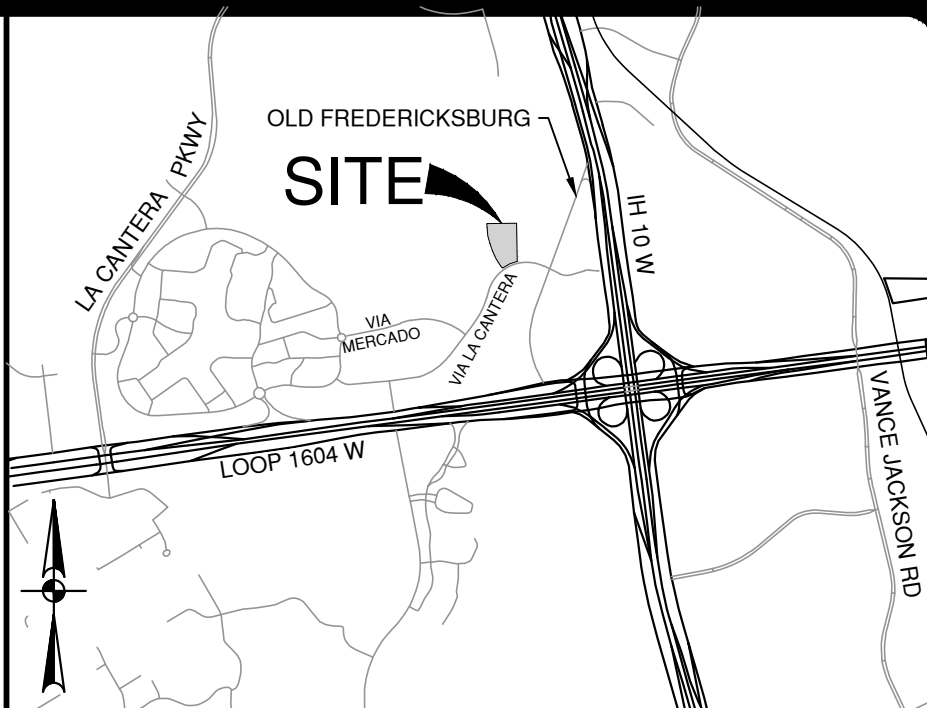 OLD FREDERICKSBURG
SITE
LA CANTERA PKWY
IH 10 W
VIA
MERCADO
VIA LA CANTERA
LOOP 1604 W
VANCE JACKSON RD